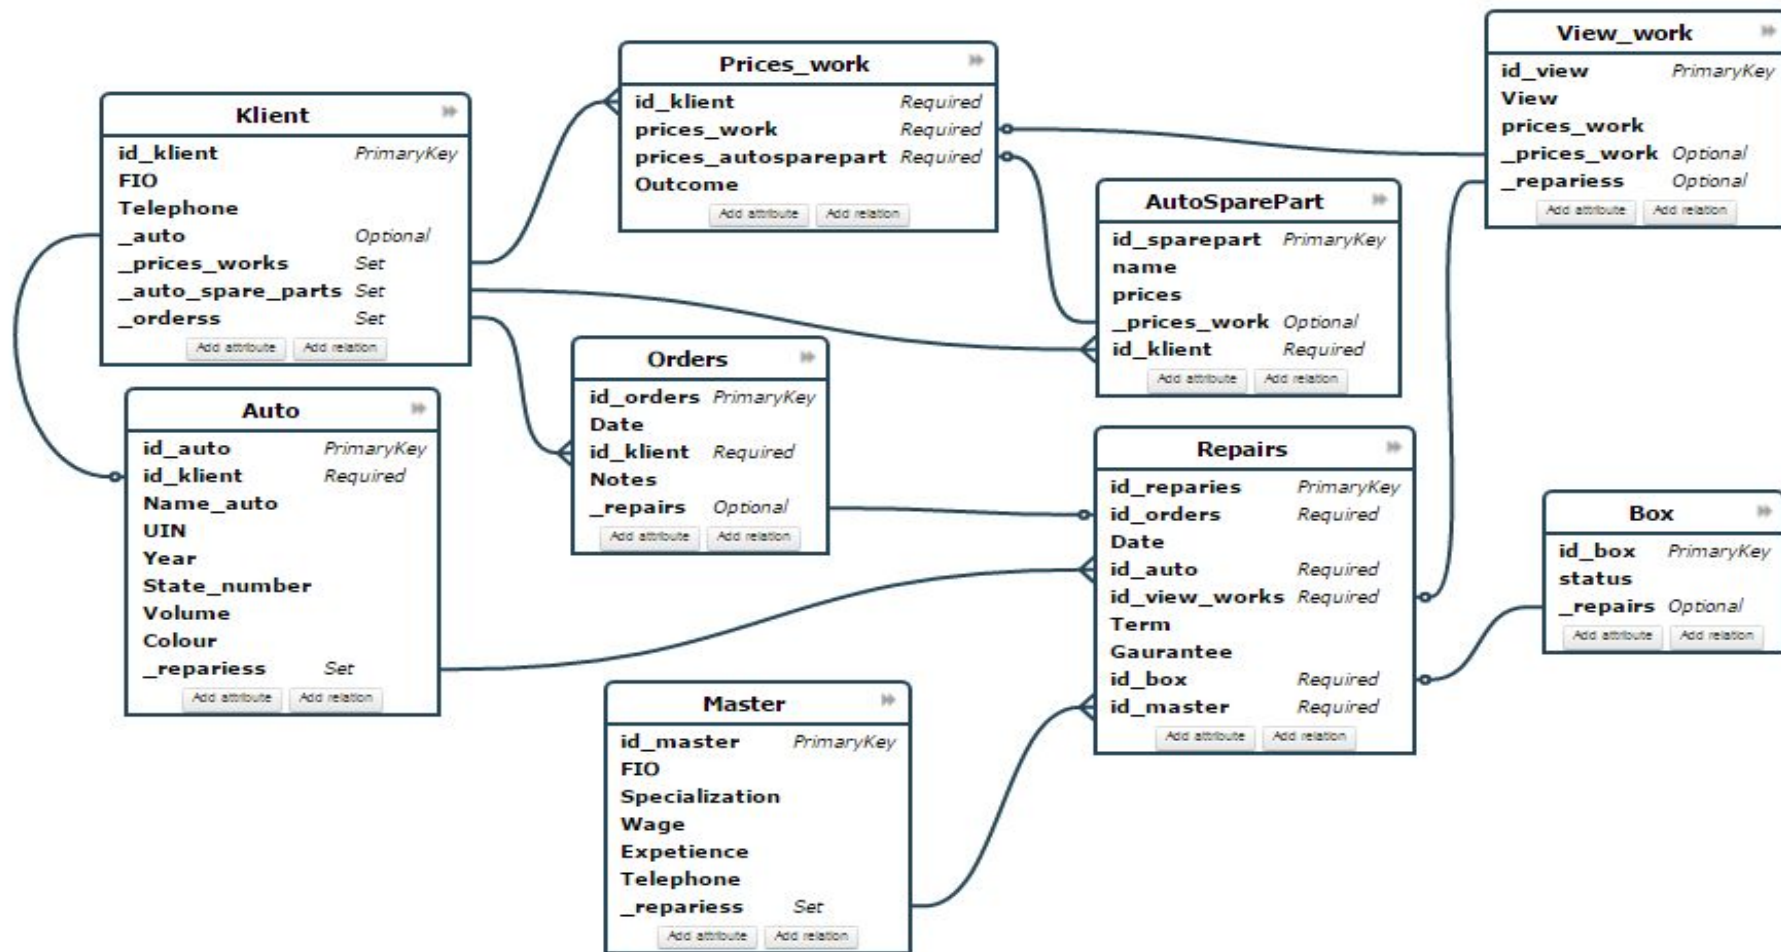 Klient
id_klient PrimaryKey
FIO
Telephone
_auto Optional
_prices_works Set
_auto_spare_parts Set
_orderss Set
Add attribute Add relation
Prices_work
id_klient Required
prices_work Required
prices_autosparepart Required
Outcome
Add attribute Add relation
View_work
id_view PrimaryKey
View
prices_work
_prices_work Optional
_repariess Optional
Add attribute Add relation
AutoSparePart
id_sparepart PrimaryKey
name
prices
_prices_work Optional
id_klient Required
Add attribute Add relation
Auto
id_auto PrimaryKey
id_klient Required
Name_auto
UIN
Year
State_number
Volume
Colour
_repariess Set
Add attribute Add relation
Orders
id_orders PrimaryKey
Date
id_klient Required
Notes
_repairs Optional
Add attribute Add relation
Repairs
id_reparies PrimaryKey
id_orders Required
Date
id_auto Required
id_view_works Required
Term
Gaurantee
id_box Required
id_master Required
Add attribute Add relation
Box
id_box PrimaryKey
status
_repairs Optional
Add attribute Add relation
Master
id_master PrimaryKey
FIO
Specialization
Wage
Expetience
Telephone
_repariess Set
Add attribute Add relation